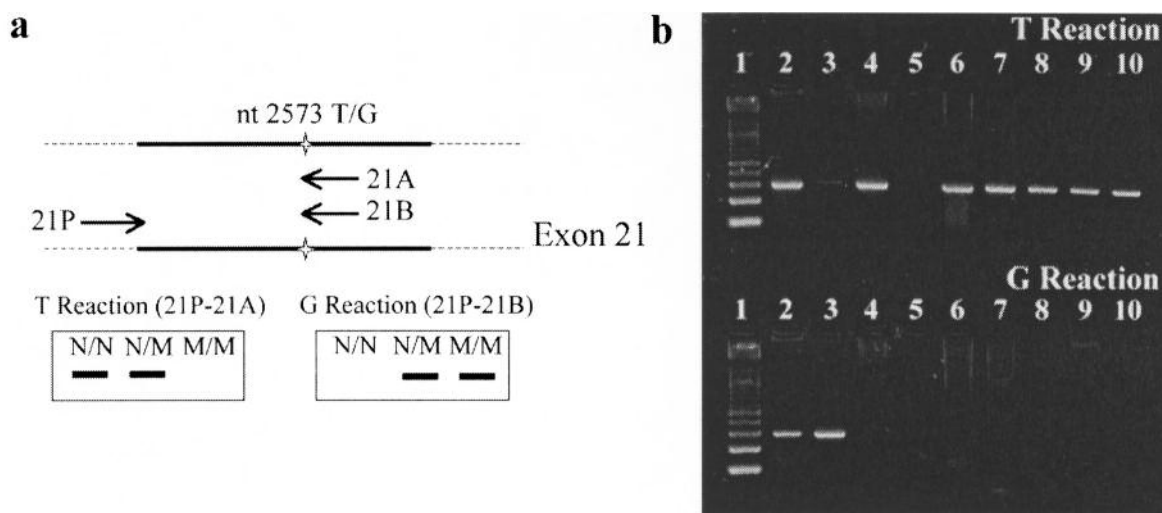 a
nt 2573 T/G
21A
21B
21P
Exon 21
T Reaction (21P-21A)
N/N N/M M/M
G Reaction (21P-21B)
N/N N/M M/M
b
T Reaction
1 2 3 4 5 6 7 8 9 10
G Reaction
1 2 3 4 5 6 7 8 9 10